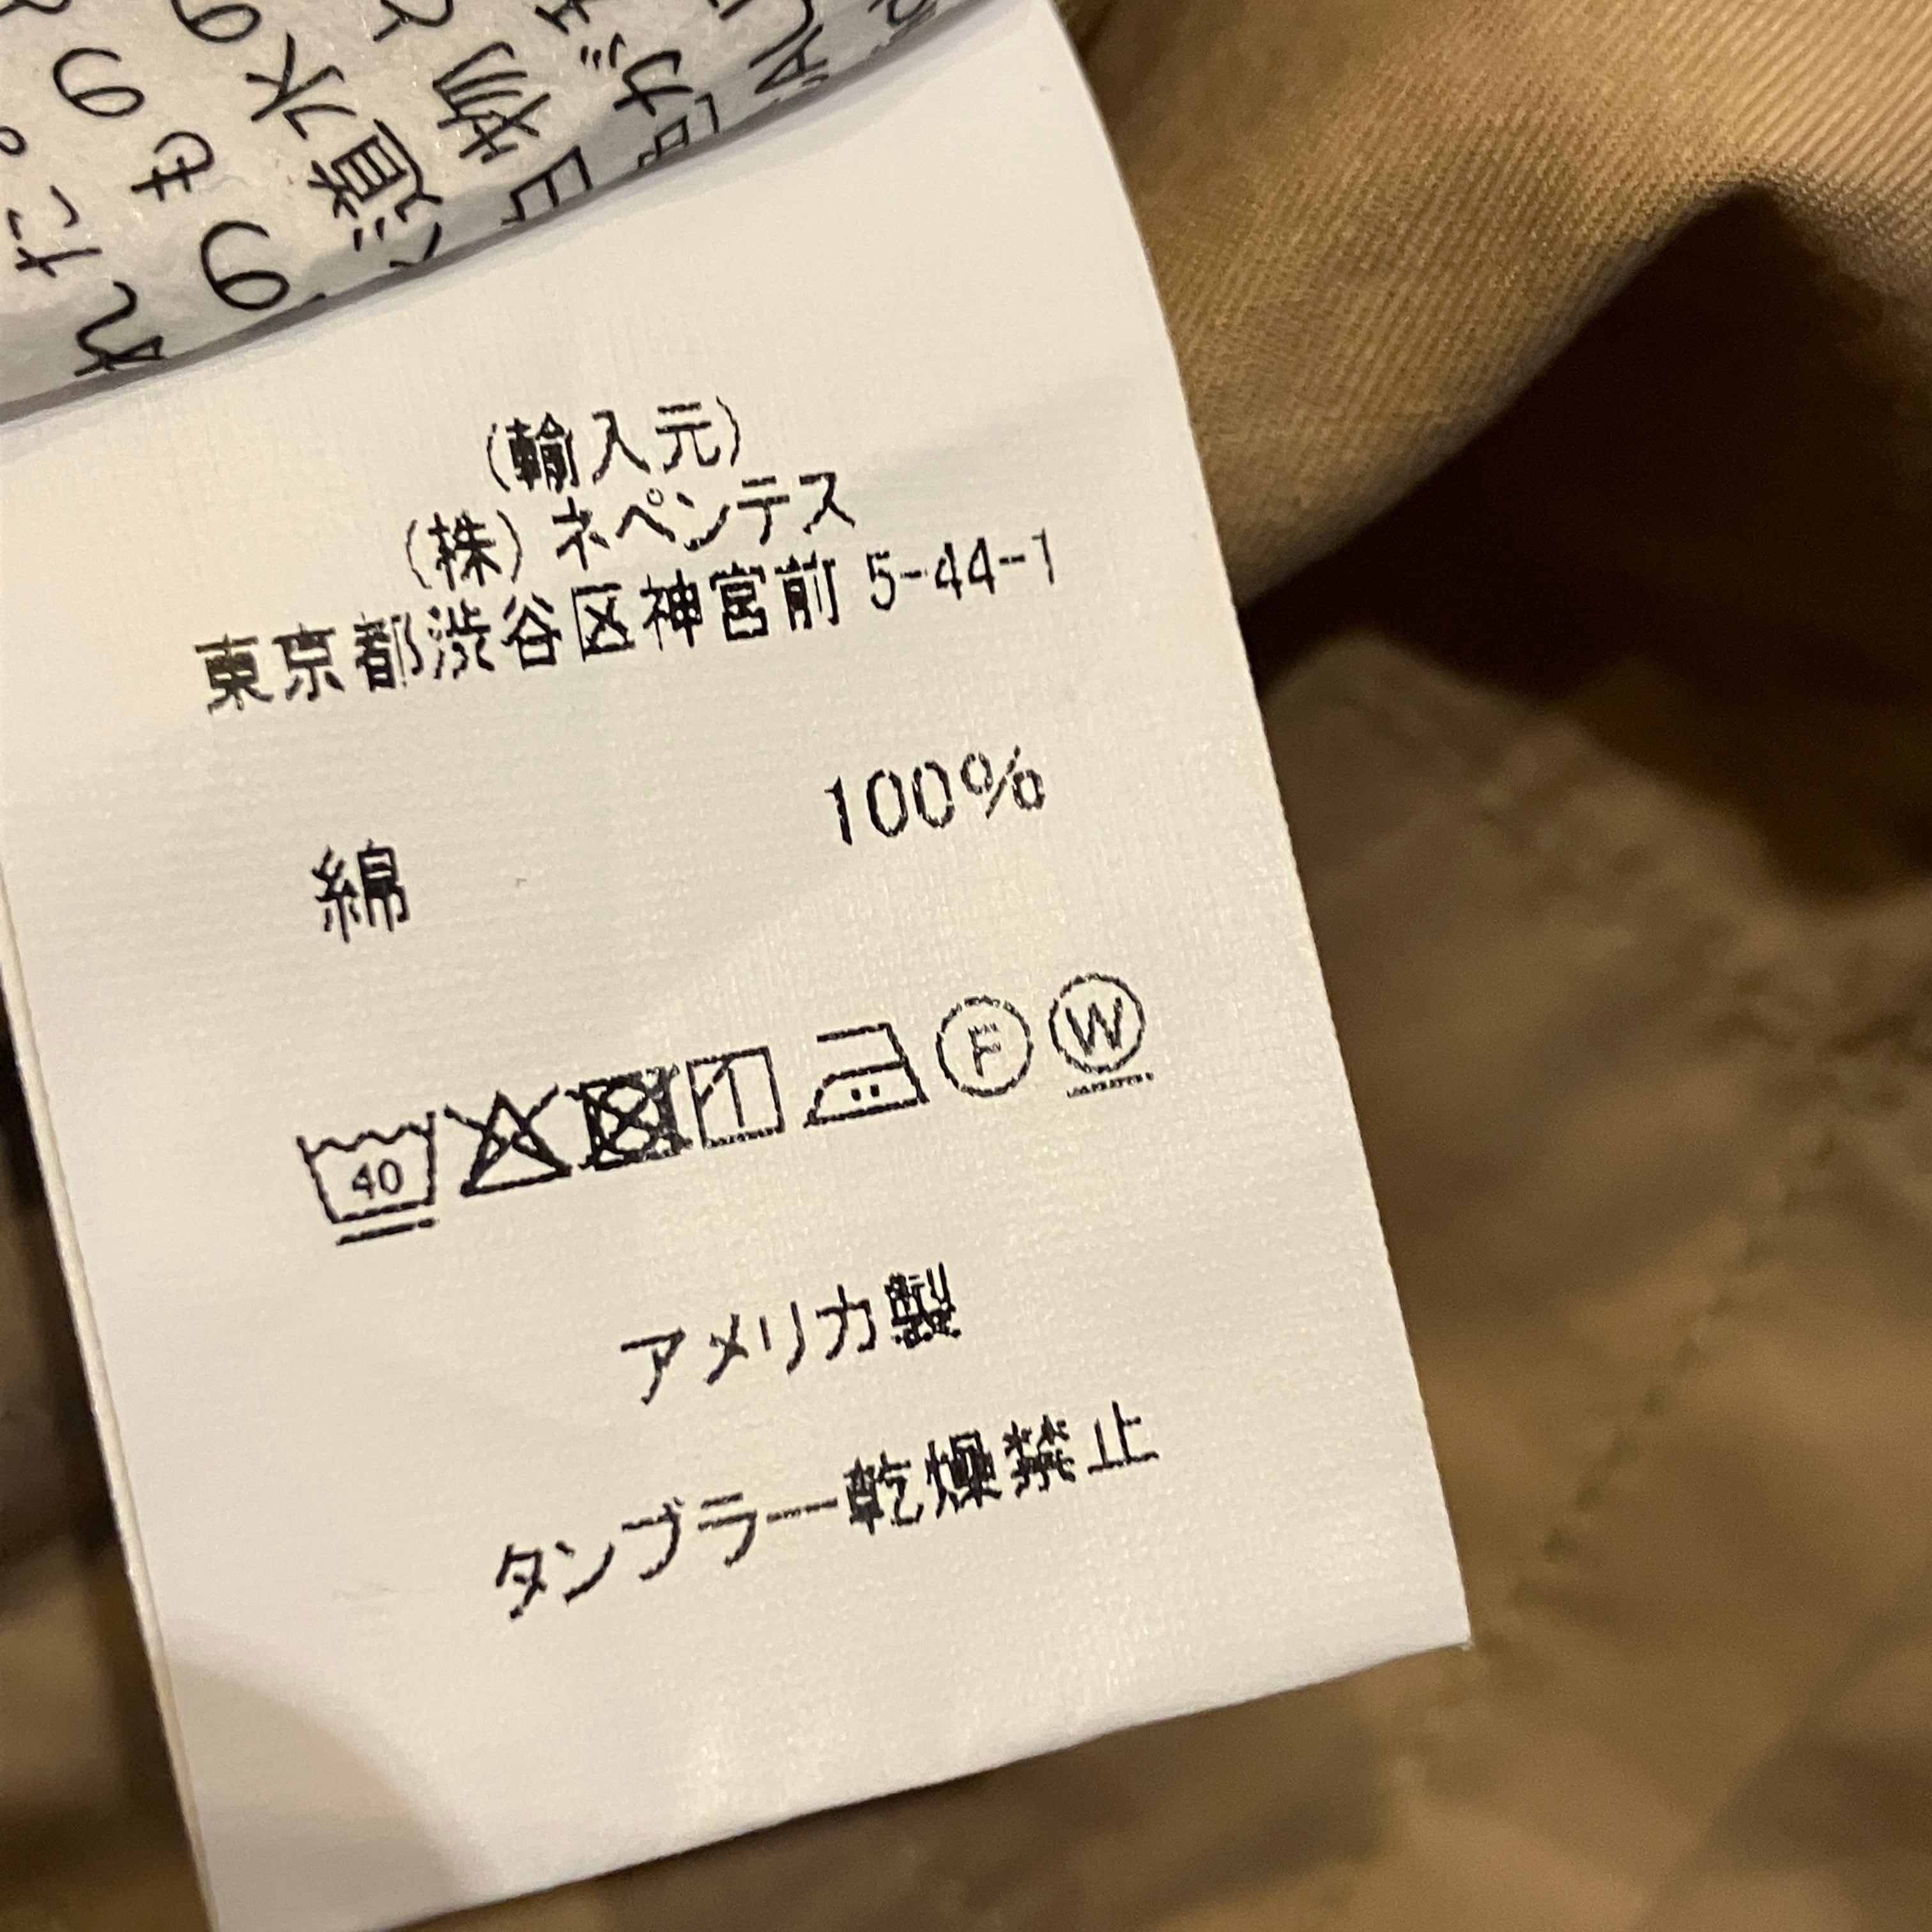 (輸入元)
(株) ネペンテス
東京都渋谷区神宮前 5-44-1
綿 100%
40 F W
アメリカ製
タンブラー乾燥禁止